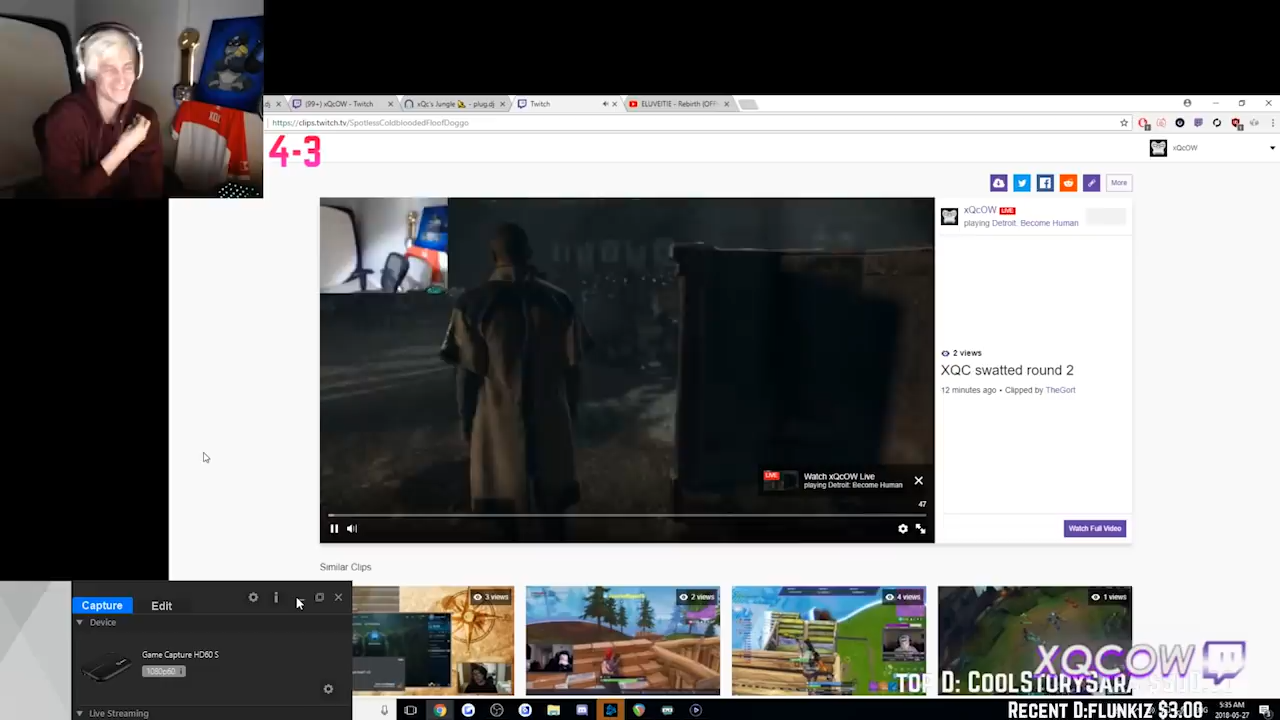 (99+) xQcOW - Twitch
xQc's Jungle - plug.dj
Twitch
ELUVEITIE - Rebirth (OFF
https://clips.twitch.tv/SpotlessColdbloodedFloofDoggo
4-3
xQcOW
More
xQcOW LIVE
playing Detroit: Become Human
LIVE
Watch xQcOW Live
playing Detroit: Become Human
47
2 views
XQC swatted round 2
12 minutes ago • Clipped by TheGort
Watch Full Video
Similar Clips
3 views
2 views
4 views
1 views
Capture
Edit
Device
Game Capture HD60 S
1080p60
Live Streaming
XQCOW
TOP D: COOLSTORYSARA
RECENT D:FLUNKIZ $3.00
5:35 AM
2018-05-27